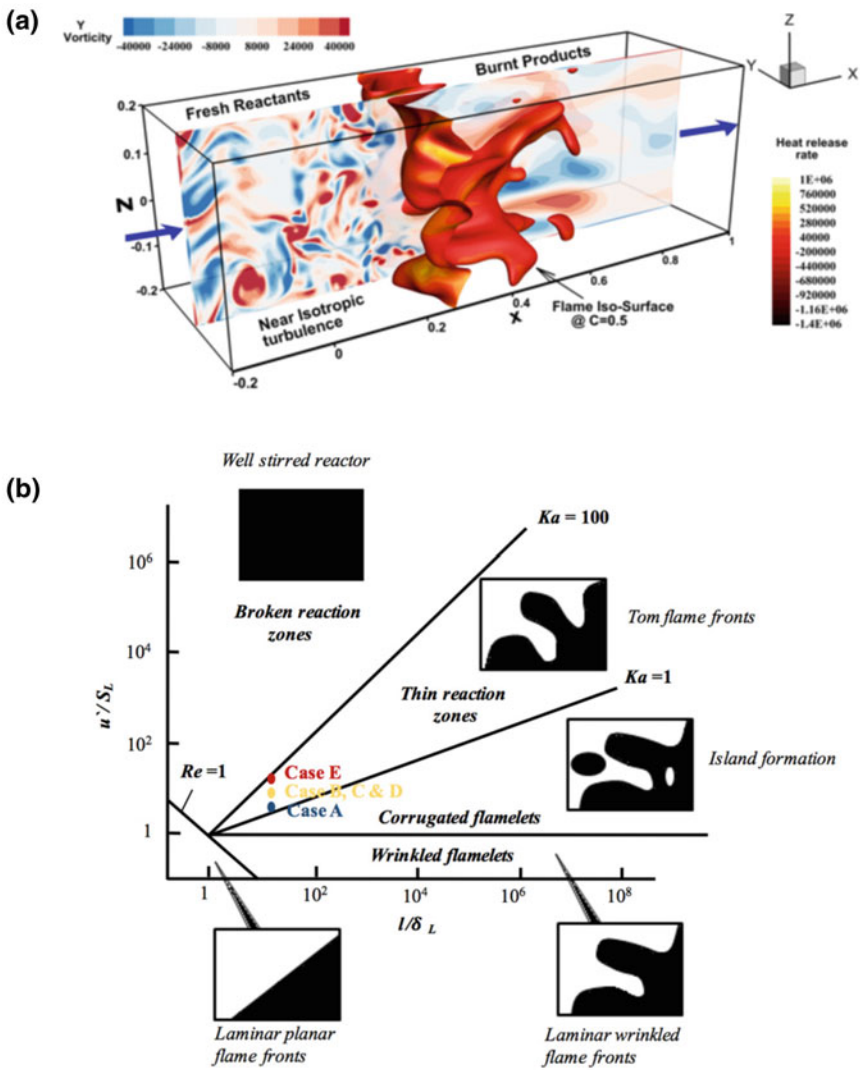 (a)
Y
Vorticity
-40000 -24000 -8000 8000 24000 40000
Fresh Reactants
Burnt Products
Z
Y
X
0.2
0.1
0
-0.1
-0.2
Z
Heat release
rate
1E+06
760000
520000
280000
40000
-200000
-440000
-680000
-920000
-1.16E+06
-1.4E+06
Near Isotropic
turbulence
Flame Iso-Surface
@ C=0.5
-0.2 0 0.2 0.4 0.6 0.8 1
X
(b)
Well stirred reactor
Ka = 100
10⁶
Broken reaction
zones
Tom flame fronts
10⁴
Thin reaction
zones
Ka =1
u`/S_L
10²
Island formation
Re =1
Case E
Case B, C & D
Case A
Corrugated flamelets
1
Wrinkled flamelets
1 10² 10⁴ 10⁶ 10⁸
l/δ_L
Laminar planar
flame fronts
Laminar wrinkled
flame fronts